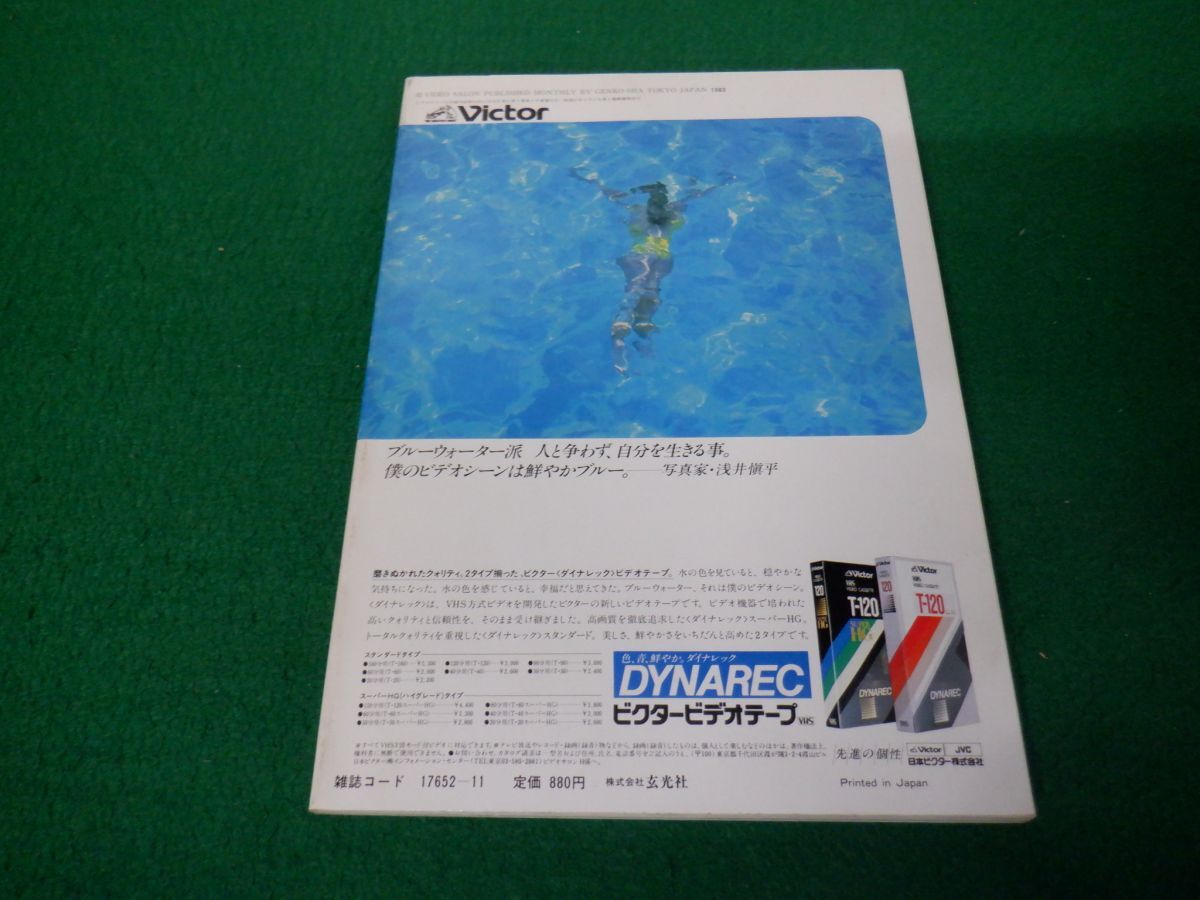 VIDEO SALON PUBLISHED MONTHLY BY GENKO-SHA TOKYO JAPAN 1983
Victor
ブルーウォーター派 人と争わず、自分を生きる事。
僕のビデオシーンは鮮やかブルー。——写真家・浅井愼平
磨きぬかれたクォリティ。2タイプ揃った、ビクター〈ダイナレック〉ビデオテープ。水の色を見ていると、穏やかな
気持ちになった。水の色を感じていると、幸福だと思えてきた。ブルーウォーター、それは僕のビデオシーン。
〈ダイナレック〉は、VHS方式ビデオを開発したビクターの新しいビデオテープです。ビデオ機器で培われた
高いクォリティと信頼性を、そのまま受け継ぎました。高画質を徹底追求した〈ダイナレック〉スーパーHG。
トータルクォリティを重視した〈ダイナレック〉スタンダード。美しさ、鮮やかさをいちだんと高めた2タイプです。
スタンダードタイプ
スーパーHG(ハイグレード)タイプ
色、音、鮮やか。ダイナレック
DYNAREC
ビクタービデオテープ VHS
Victor
VHS
VIDEO CASSETTE
120
T-120
SUPER HG
DYNAREC
Victor
VHS
VIDEO CASSETTE
120
T-120
DYNAREC
先進の個性
Victor JVC
日本ビクター株式会社
雑誌コード 17652-11 定価 880円 株式会社 玄光社
Printed in Japan